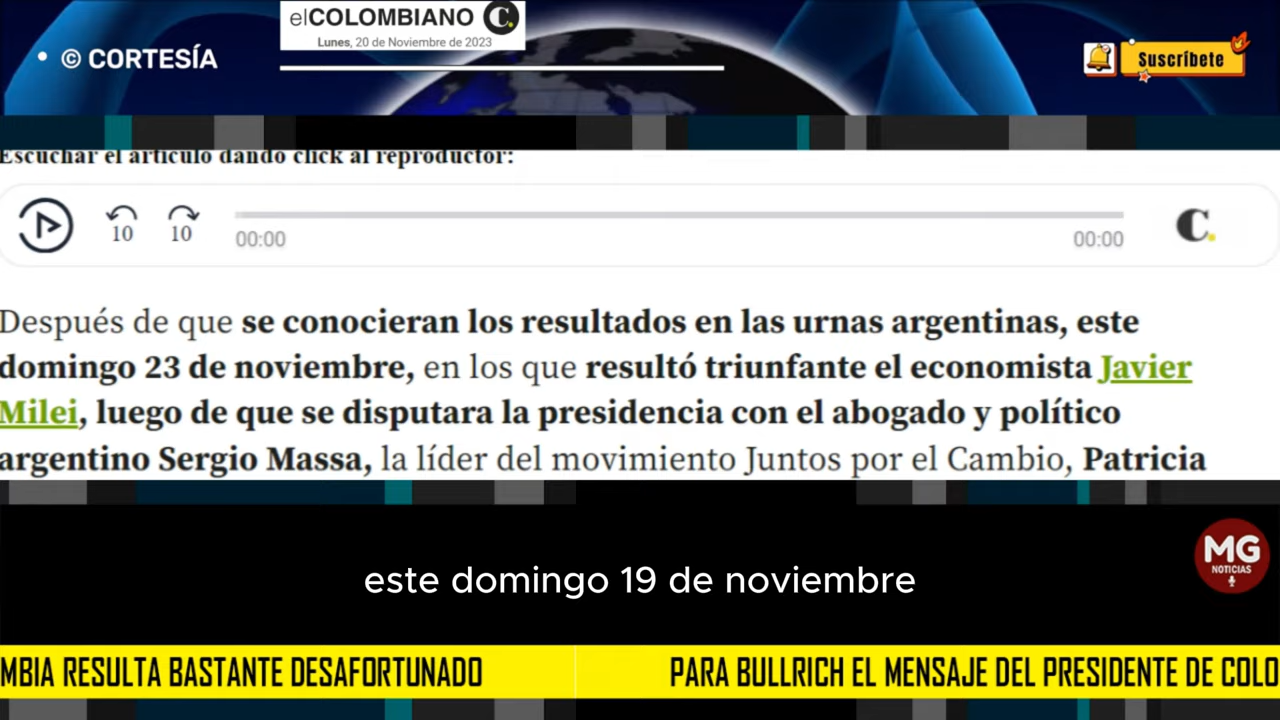 elCOLOMBIANO C.
Lunes, 20 de Noviembre de 2023
• © CORTESÍA
Suscríbete
Escuchar el artículo dando click al reproductor:
10
10
00:00
00:00
C.
Después de que se conocieran los resultados en las urnas argentinas, este
domingo 23 de noviembre, en los que resultó triunfante el economista Javier
Milei, luego de que se disputara la presidencia con el abogado y político
argentino Sergio Massa, la líder del movimiento Juntos por el Cambio, Patricia
este domingo 19 de noviembre
MG
NOTICIAS
MBIA RESULTA BASTANTE DESAFORTUNADO
PARA BULLRICH EL MENSAJE DEL PRESIDENTE DE COLO